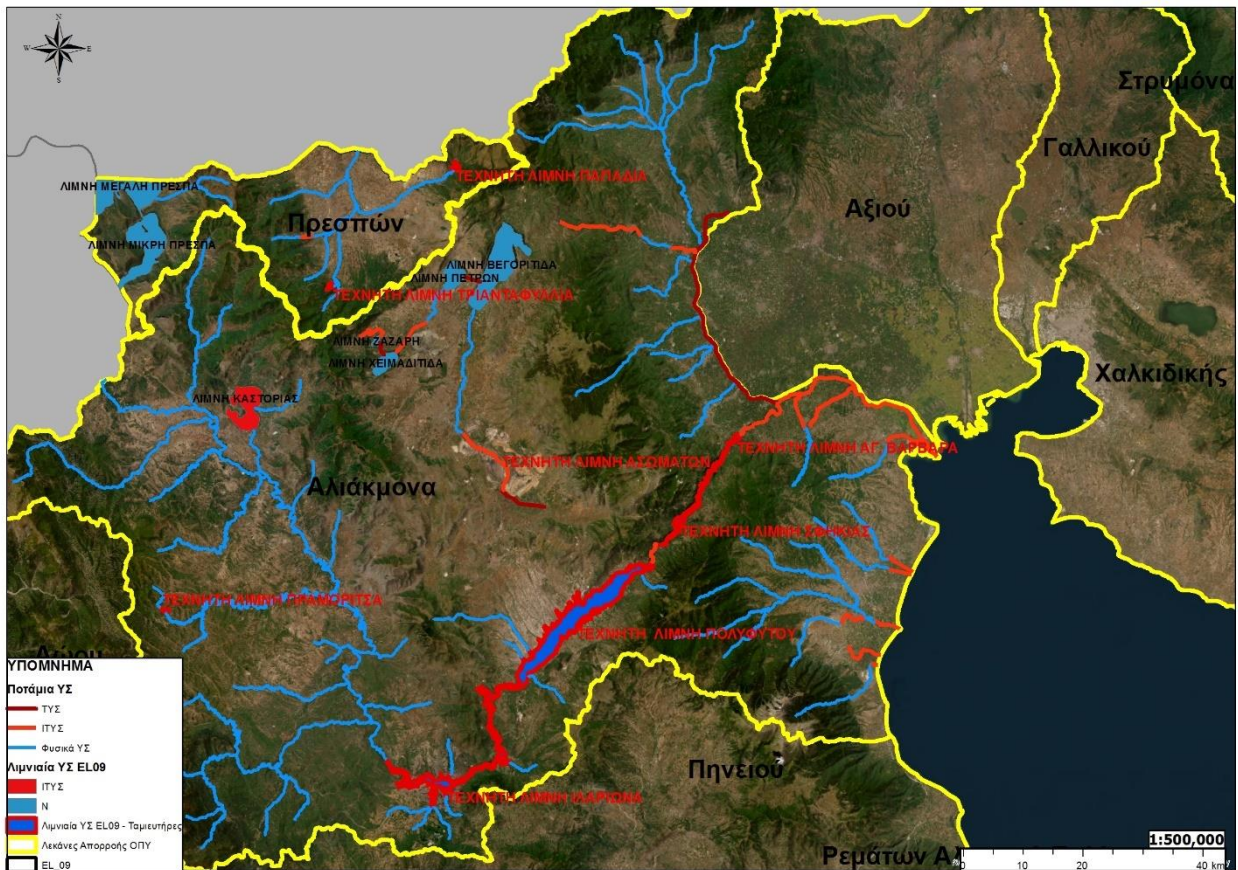 N
W
E
S
Στρυμόνα
Γαλλικού
Αξιού
ΤΕΧΝΗΤΗ ΛΙΜΝΗ ΠΑΠΑΔΙΑ
ΛΙΜΝΗ ΜΕΓΑΛΗ ΠΡΕΣΠΑ
Πρεσπών
ΛΙΜΝΗ ΜΙΚΡΗ ΠΡΕΣΠΑ
ΛΙΜΝΗ ΒΕΓΟΡΙΤΙΔΑ
ΛΙΜΝΗ ΠΕΤΡΩΝ
ΤΕΧΝΗΤΗ ΛΙΜΝΗ ΤΡΙΑΝΤΑΦΥΛΛΙΑ
ΛΙΜΝΗ ΖΑΖΑΡΗ
ΛΙΜΝΗ ΧΕΙΜΑΔΙΤΙΔΑ
Χαλκιδικής
ΛΙΜΝΗ ΚΑΣΤΟΡΙΑΣ
ΤΕΧΝΗΤΗ ΛΙΜΝΗ ΑΓ. ΒΑΡΒΑΡΑ
ΤΕΧΝΗΤΗ ΛΙΜΝΗ ΑΣΩΜΑΤΩΝ
Αλιάκμονα
ΤΕΧΝΗΤΗ ΛΙΜΝΗ ΣΦΗΚΙΑΣ
ΤΕΧΝΗΤΗ ΛΙΜΝΗ ΠΡΑΜΟΡΙΤΣΑ
ΤΕΧΝΗΤΗ ΛΙΜΝΗ ΠΟΛΥΦΥΤΟΥ
Αώου
Πηνειού
ΤΕΧΝΗΤΗ ΛΙΜΝΗ ΙΛΑΡΙΩΝΑ
ΥΠΟΜΝΗΜΑ
Ποτάμια ΥΣ
ΤΥΣ
ΙΤΥΣ
Φυσικά ΥΣ
Λιμνιαία ΥΣ EL09
ΙΤΥΣ
N
Λιμνιαία ΥΣ EL09 - Ταμιευτήρες
Λεκάνες Απορροής ΟΠΥ
EL_09
Ρεμάτων
1:500,000
0 10 20 40 km